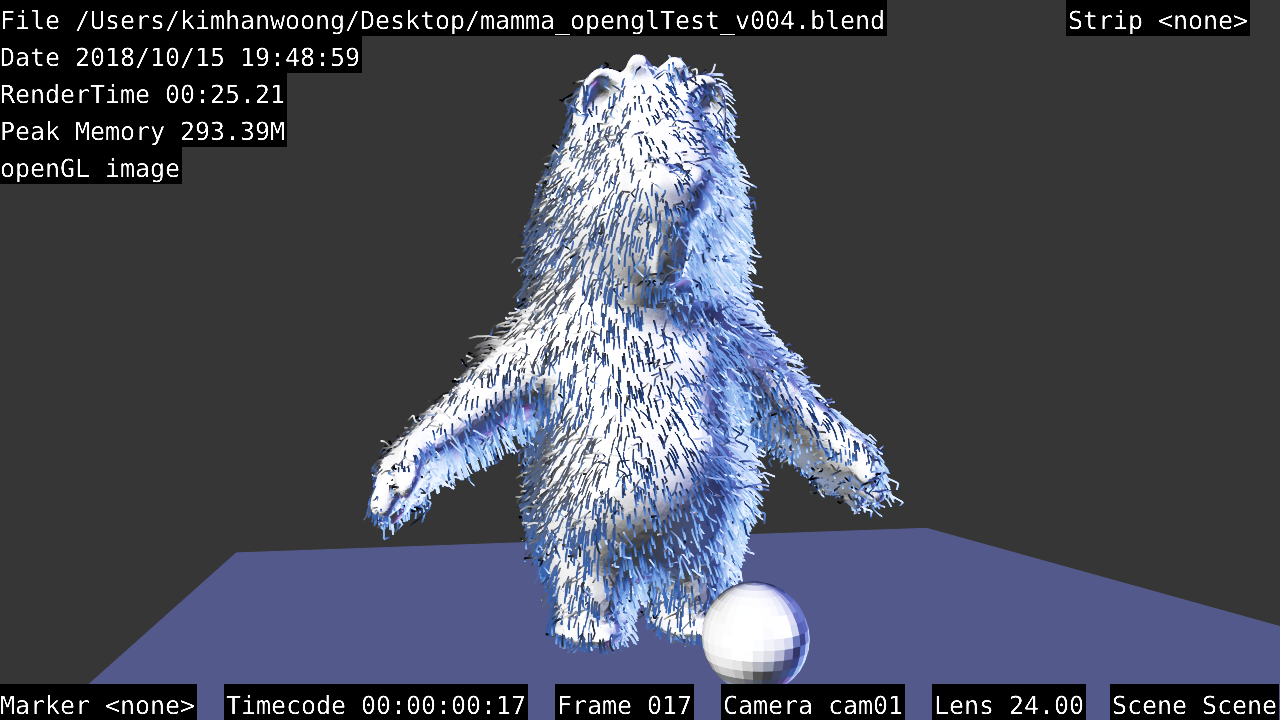 File /Users/kimhanwoong/Desktop/mamma_openglTest_v004.blend
Strip <none>
Date 2018/10/15 19:48:59
RenderTime 00:25.21
Peak Memory 293.39M
openGL image
Marker <none>
Timecode 00:00:00:17
Frame 017
Camera cam01
Lens 24.00
Scene Scene